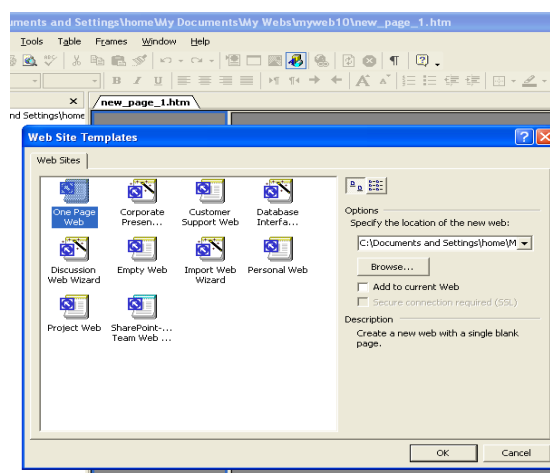 uments and Settings\home\My Documents\My Webs\myweb10\new_page_1.htm
Tools Table Frames Window Help
new_page_1.htm
nd Settings\home
Web Site Templates
Web Sites
One Page Web
Corporate Presen...
Customer Support Web
Database Interfa...
Discussion Web Wizard
Empty Web
Import Web Wizard
Personal Web
Project Web
SharePoint-... Team Web ...
Options
Specify the location of the new web:
C:\Documents and Settings\home\M
Browse...
Add to current Web
Secure connection required (SSL)
Description
Create a new web with a single blank
page.
OK Cancel